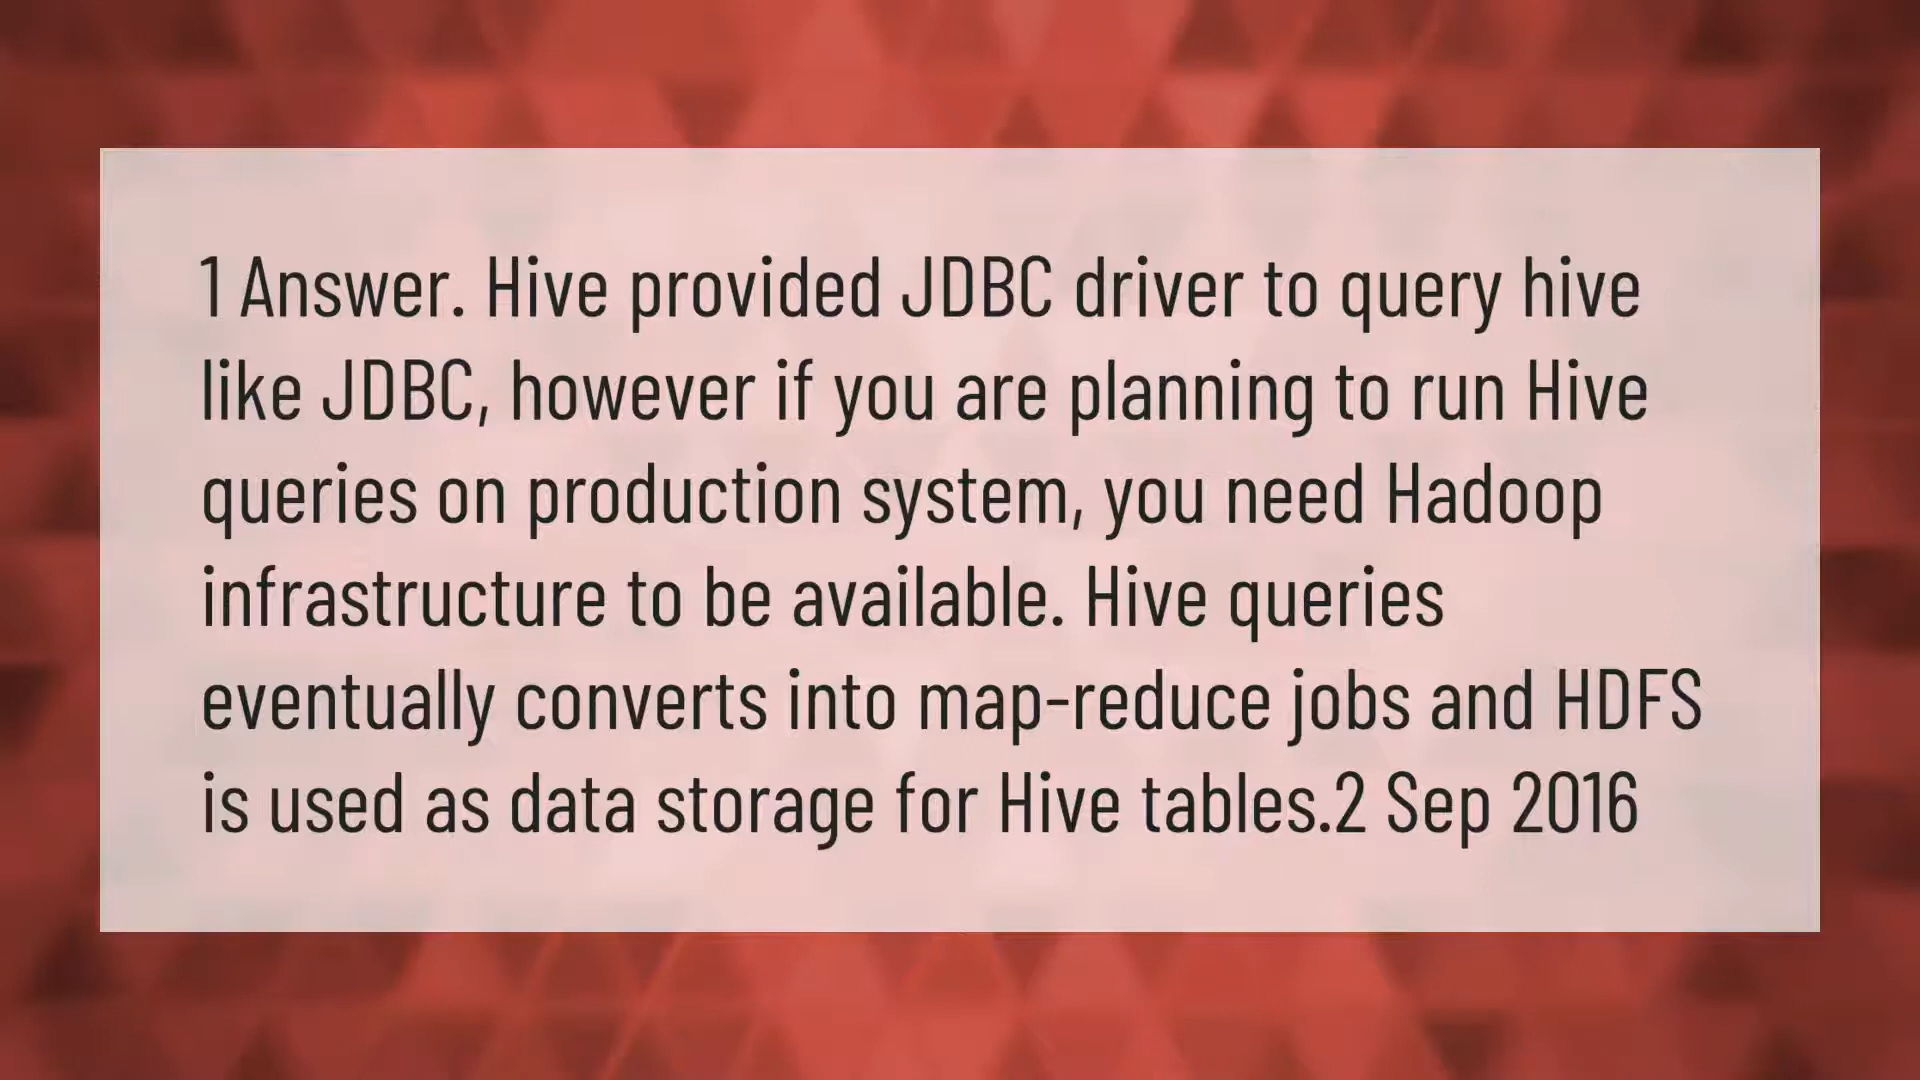 1 Answer. Hive provided JDBC driver to query hive
like JDBC, however if you are planning to run Hive
queries on production system, you need Hadoop
infrastructure to be available. Hive queries
eventually converts into map-reduce jobs and HDFS
is used as data storage for Hive tables.2 Sep 2016